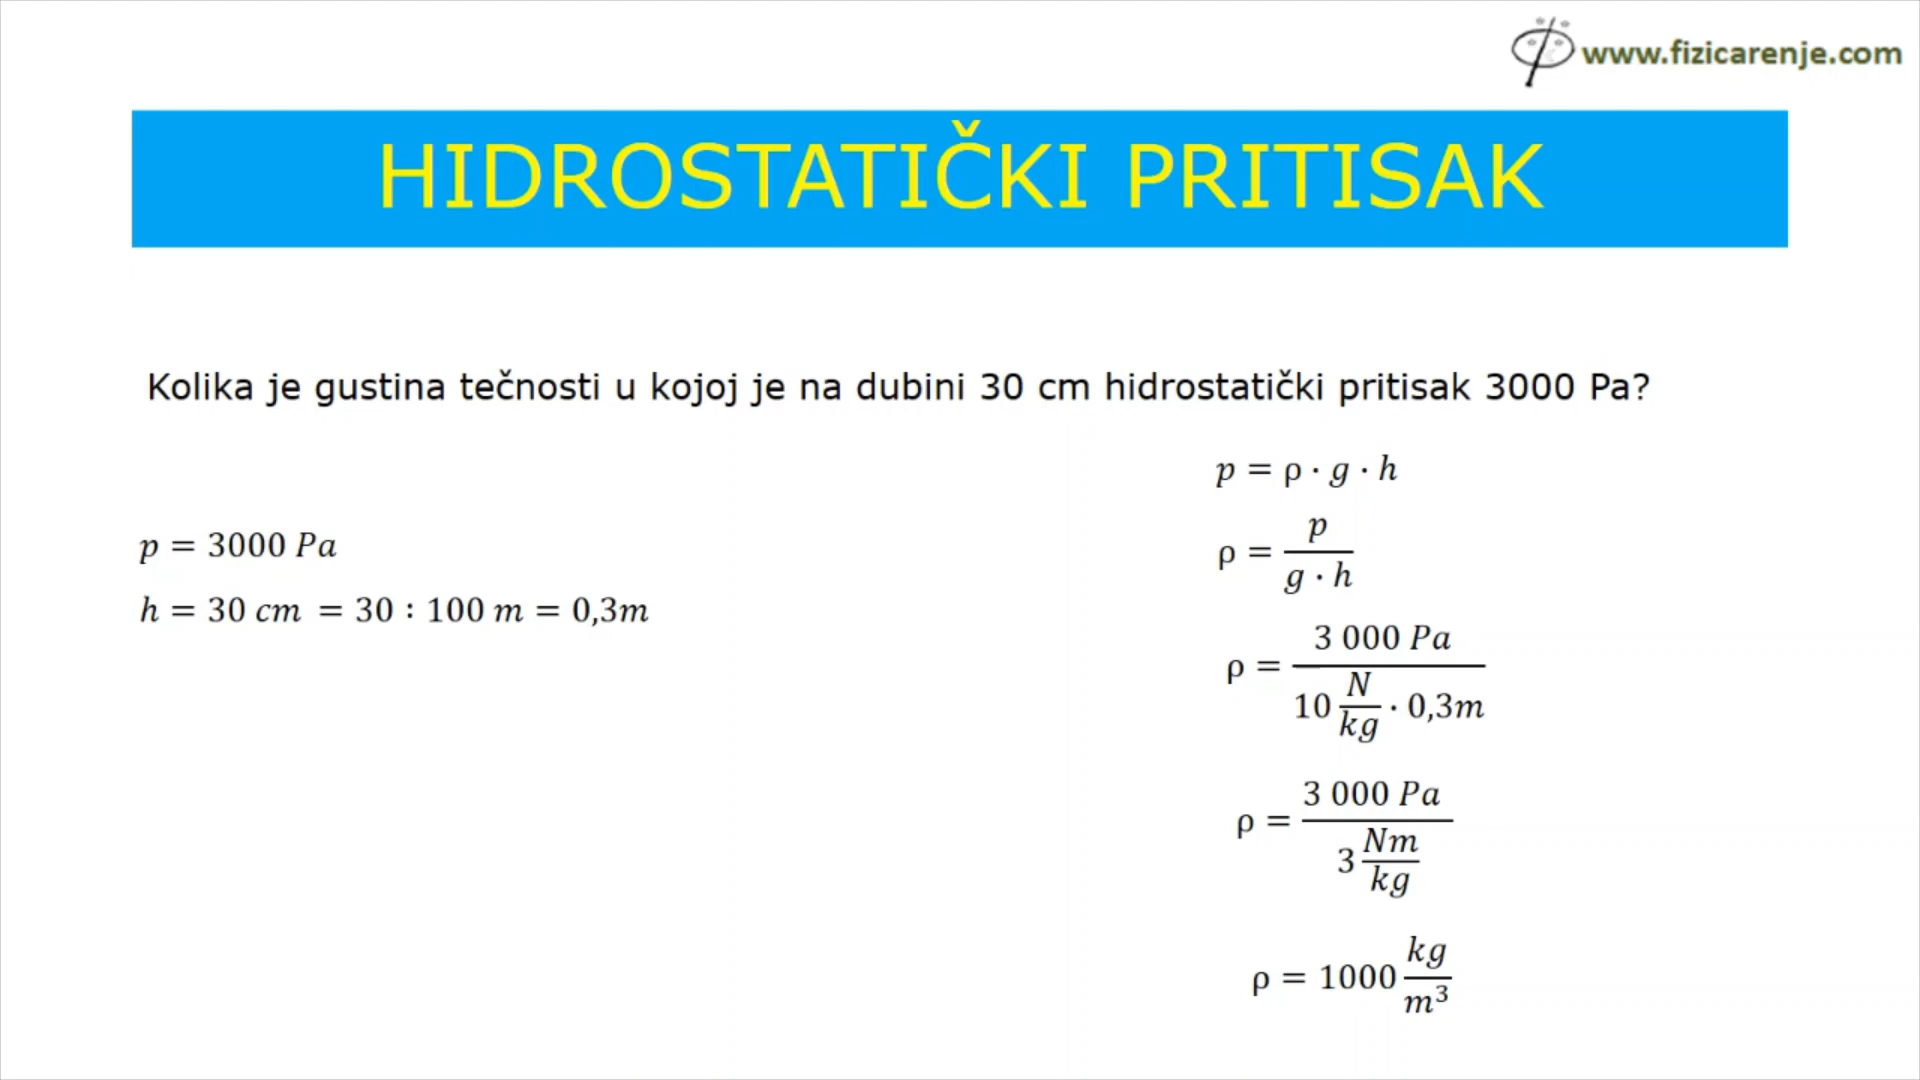 www.fizicarenje.com
HIDROSTATIČKI PRITISAK
Kolika je gustina tečnosti u kojoj je na dubini 30 cm hidrostatički pritisak 3000 Pa?
p = 3000 Pa
h = 30 cm = 30 : 100 m = 0,3m
p = ρ · g · h
ρ = p / g · h
ρ = 3 000 Pa / 10 N/kg · 0,3m
ρ = 3 000 Pa / 3 Nm/kg
ρ = 1000 kg/m³